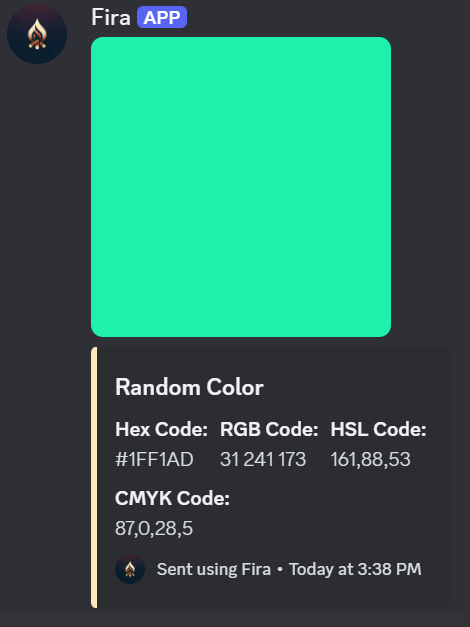 Fira APP
Random Color
Hex Code: RGB Code: HSL Code:
#1FF1AD 31 241 173 161,88,53
CMYK Code:
87,0,28,5
Sent using Fira • Today at 3:38 PM